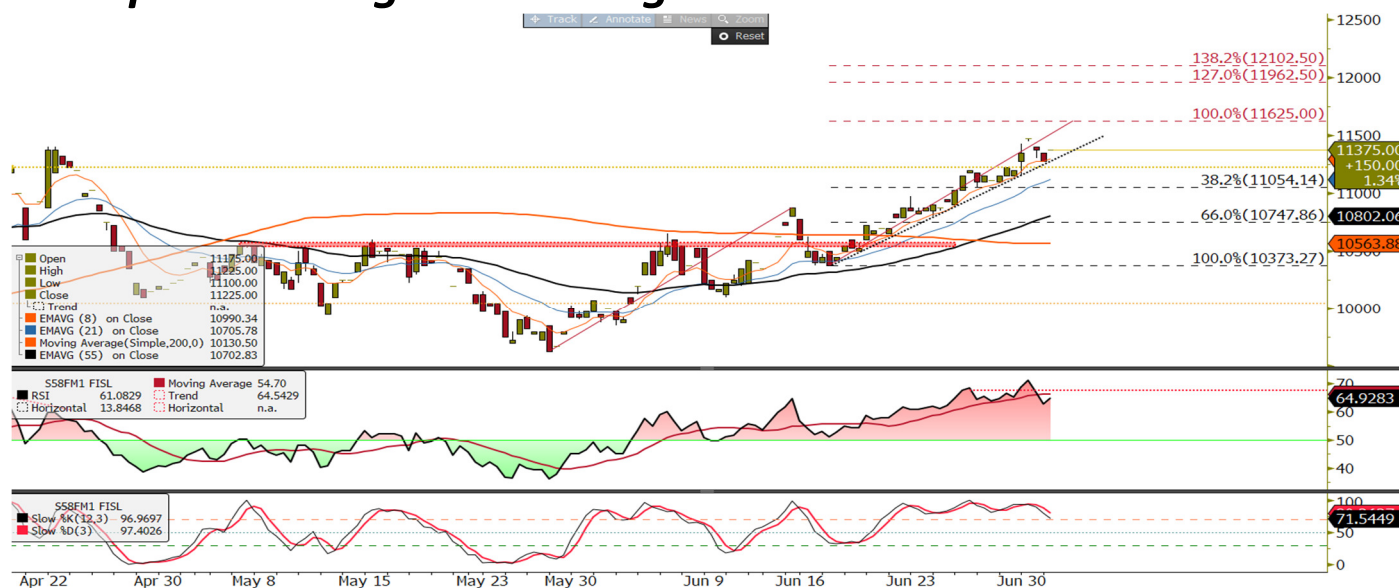 Track Annotate News Zoom
Reset
12500
138.2%(12102.50)
12000
127.0%(11962.50)
100.0%(11625.00)
11500
11375.00
+150.00
1.34%
38.2%(11054.14)
11000
66.0%(10747.86)
10802.06
10563.88
10500
100.0%(10373.27)
10000
Open 11175.00
High 11225.00
Low 11100.00
Close 11225.00
Trend n.a.
EMAVG (8) on Close 10990.34
EMAVG (21) on Close 10705.78
Moving Average(Simple,200,0) 10130.50
EMAVG (55) on Close 10702.83
S58FM1 FISL Moving Average 54.70
RSI 61.0829 Trend 64.5429
Horizontal 13.8468 Horizontal n.a.
70
64.9283
60
50
40
S58FM1 FISL
Slow %K(12,3) 96.9697
Slow %D(3) 97.4026
100
71.5449
50
0
Apr 22 Apr 30 May 8 May 15 May 23 May 30 Jun 9 Jun 16 Jun 23 Jun 30